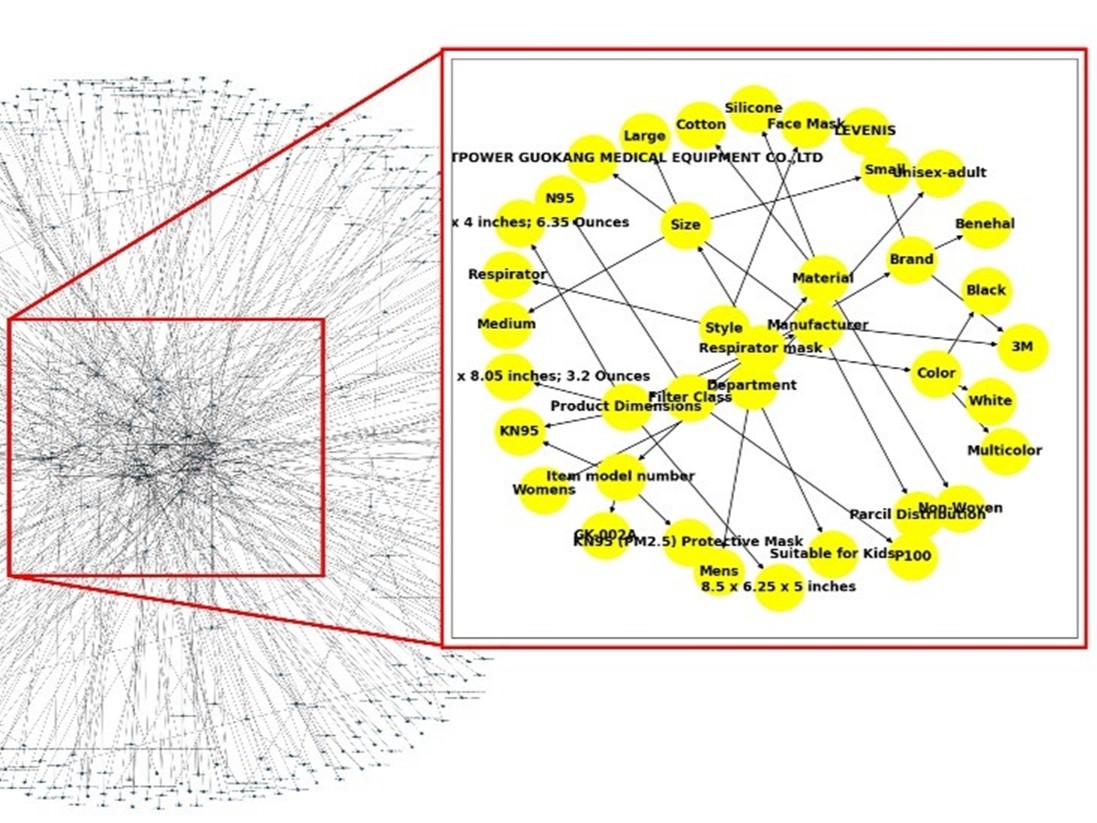 Silicone
Cotton
Face Mask
LEVENIS
Large
TPOWER GUOKANG MEDICAL EQUIPMENT CO.,LTD
Small
Unisex-adult
N95
x 4 inches; 6.35 Ounces
Size
Benehal
Brand
Respirator
Material
Black
Medium
Style
Manufacturer
Respirator mask
3M
Color
x 8.05 inches; 3.2 Ounces
Department
Filter Class
Product Dimensions
White
KN95
Multicolor
Item model number
Womens
Non-Woven
Parcil Distribution
GK-002A
KN95 (PM2.5) Protective Mask
Suitable for Kids
P100
Mens
8.5 x 6.25 x 5 inches